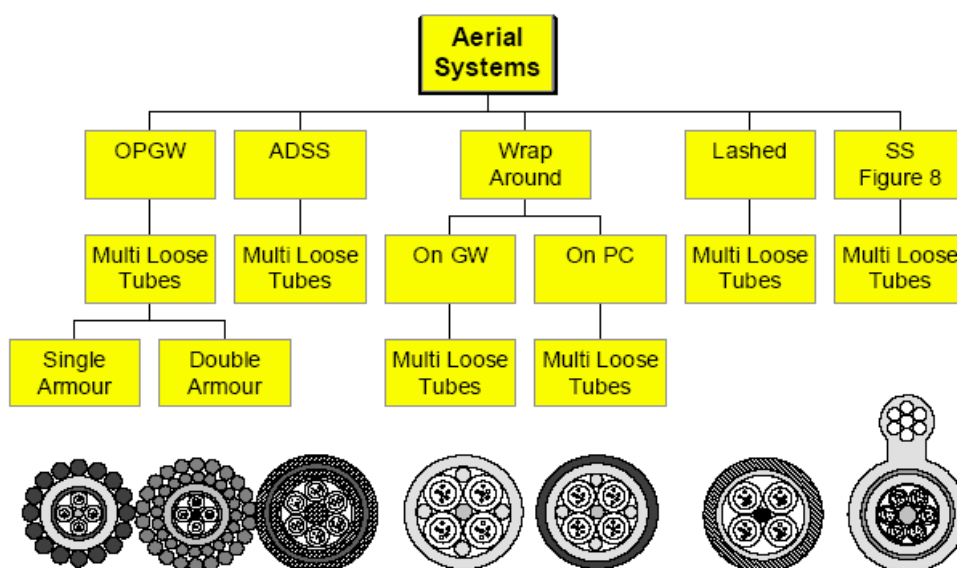 Aerial
Systems
OPGW
ADSS
Wrap
Around
Lashed
SS
Figure 8
Multi Loose
Tubes
Multi Loose
Tubes
On GW
On PC
Multi Loose
Tubes
Multi Loose
Tubes
Single
Armour
Double
Armour
Multi Loose
Tubes
Multi Loose
Tubes